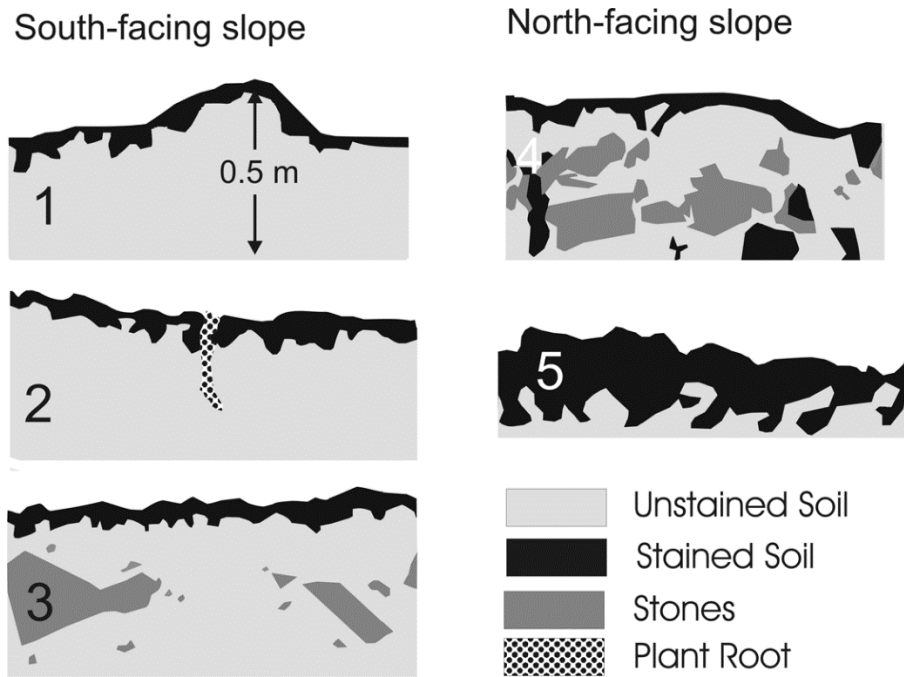 South-facing slope
North-facing slope
1
0.5 m
2
3
4
5
Unstained Soil
Stained Soil
Stones
Plant Root